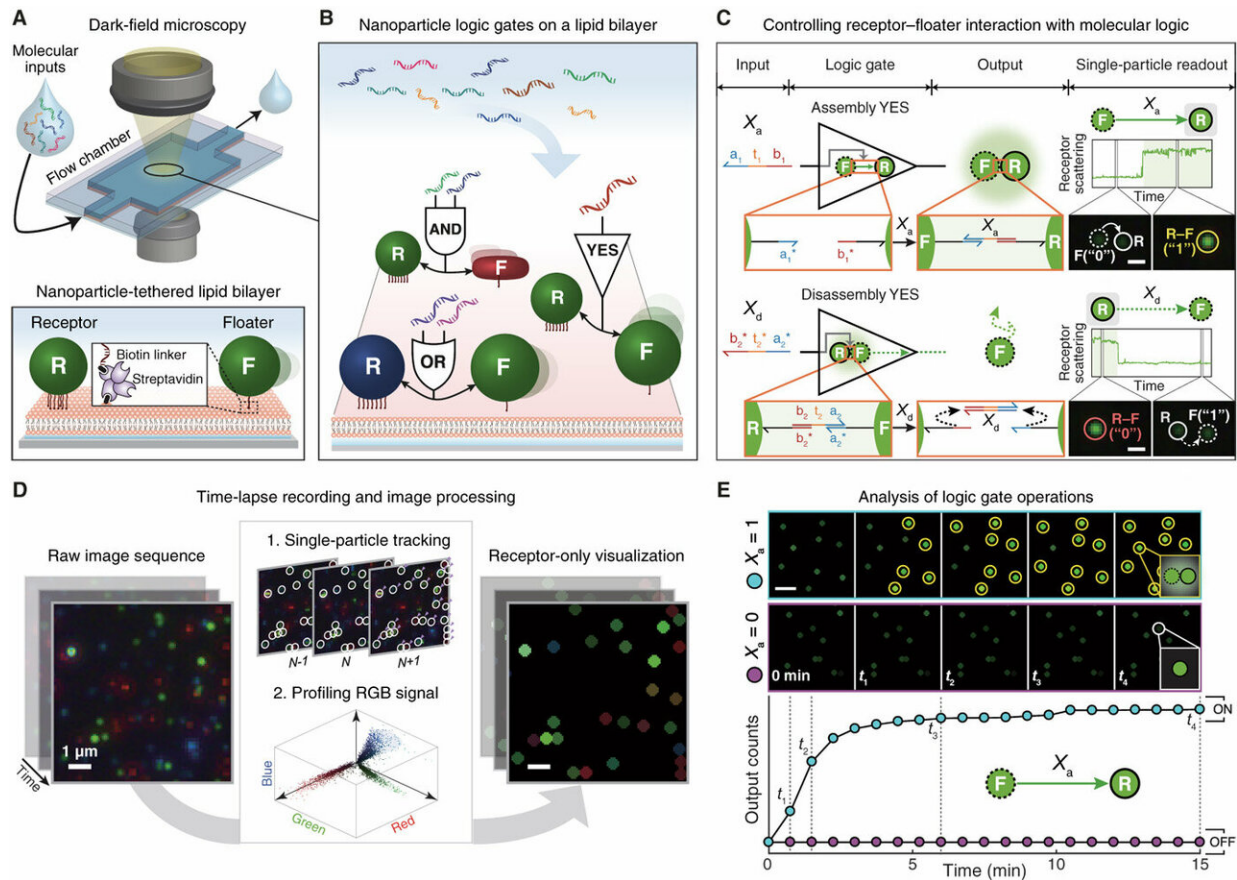 A
Dark-field microscopy
Molecular
inputs
Flow chamber
Nanoparticle-tethered lipid bilayer
Receptor
Floater
R
Biotin linker
Streptavidin
F
B
Nanoparticle logic gates on a lipid bilayer
AND
R
F
YES
R
OR
F
R
F
C
Controlling receptor–floater interaction with molecular logic
Input
Logic gate
Output
Single-particle readout
Assembly YES
Xa
a1 t1 b1
F R
F R
F Xa R
Receptor
scattering
Time
a1* b1*
Xa
F Xa R
F("0") R
R–F
("1")
Disassembly YES
Xd
b2* t2* a2*
R F
F
R Xd F
Receptor
scattering
Time
R b2 t2 a2 F
b2* a2*
Xd
Xd
R–F
("0")
R F("1")
D
Time-lapse recording and image processing
Raw image sequence
1 µm
Time
1. Single-particle tracking
N-1 N N+1
2. Profiling RGB signal
Blue
Green
Red
Receptor-only visualization
E
Analysis of logic gate operations
Xa = 1
Xa = 0
0 min t1 t2 t3 t4
Output counts
t1
t2
t3
t4
ON
F Xa R
OFF
0 5 10 15
Time (min)